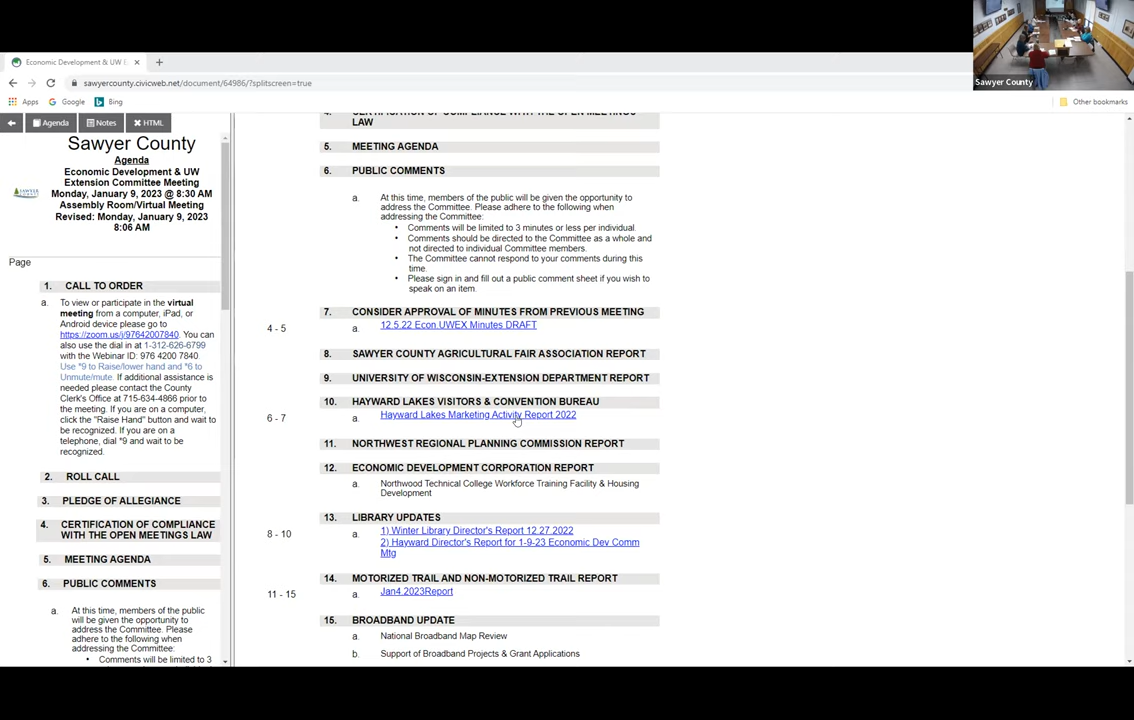 Sawyer County
Economic Development & UW E
sawyercounty.civicweb.net/document/64986/?splitscreen=true
Apps
Google
Bing
Other bookmarks
Agenda
Notes
HTML
Sawyer County
Agenda
Economic Development & UW
Extension Committee Meeting
Monday, January 9, 2023 @ 8:30 AM
Assembly Room/Virtual Meeting
Revised: Monday, January 9, 2023
8:06 AM
Page
1. CALL TO ORDER
a. To view or participate in the virtual
meeting from a computer, iPad, or
Android device please go to
https://zoom.us/j/97642007840. You can
also use the dial in at 1-312-626-6799
with the Webinar ID: 976 4200 7840.
Use *9 to Raise/lower hand and *6 to
Unmute/mute. If additional assistance is
needed please contact the County
Clerk's Office at 715-634-4866 prior to
the meeting. If you are on a computer,
click the "Raise Hand" button and wait to
be recognized. If you are on a
telephone, dial *9 and wait to be
recognized.
2. ROLL CALL
3. PLEDGE OF ALLEGIANCE
4. CERTIFICATION OF COMPLIANCE
WITH THE OPEN MEETINGS LAW
5. MEETING AGENDA
6. PUBLIC COMMENTS
a. At this time, members of the public
will be given the opportunity to
address the Committee. Please
adhere to the following when
addressing the Committee:
• Comments will be limited to 3
4. CERTIFICATION OF COMPLIANCE WITH THE OPEN MEETINGS
LAW
5. MEETING AGENDA
6. PUBLIC COMMENTS
a. At this time, members of the public will be given the opportunity to
address the Committee. Please adhere to the following when
addressing the Committee:
• Comments will be limited to 3 minutes or less per individual.
• Comments should be directed to the Committee as a whole and
not directed to individual Committee members.
• The Committee cannot respond to your comments during this
time.
• Please sign in and fill out a public comment sheet if you wish to
speak on an item.
7. CONSIDER APPROVAL OF MINUTES FROM PREVIOUS MEETING
4 - 5 a. 12.5.22 Econ.UWEX Minutes DRAFT
8. SAWYER COUNTY AGRICULTURAL FAIR ASSOCIATION REPORT
9. UNIVERSITY OF WISCONSIN-EXTENSION DEPARTMENT REPORT
10. HAYWARD LAKES VISITORS & CONVENTION BUREAU
6 - 7 a. Hayward Lakes Marketing Activity Report 2022
11. NORTHWEST REGIONAL PLANNING COMMISSION REPORT
12. ECONOMIC DEVELOPMENT CORPORATION REPORT
a. Northwood Technical College Workforce Training Facility & Housing
Development
13. LIBRARY UPDATES
8 - 10 a. 1) Winter Library Director's Report 12.27 2022
2) Hayward Director's Report for 1-9-23 Economic Dev Comm
Mtg
14. MOTORIZED TRAIL AND NON-MOTORIZED TRAIL REPORT
11 - 15 a. Jan4.2023Report
15. BROADBAND UPDATE
a. National Broadband Map Review
b. Support of Broadband Projects & Grant Applications